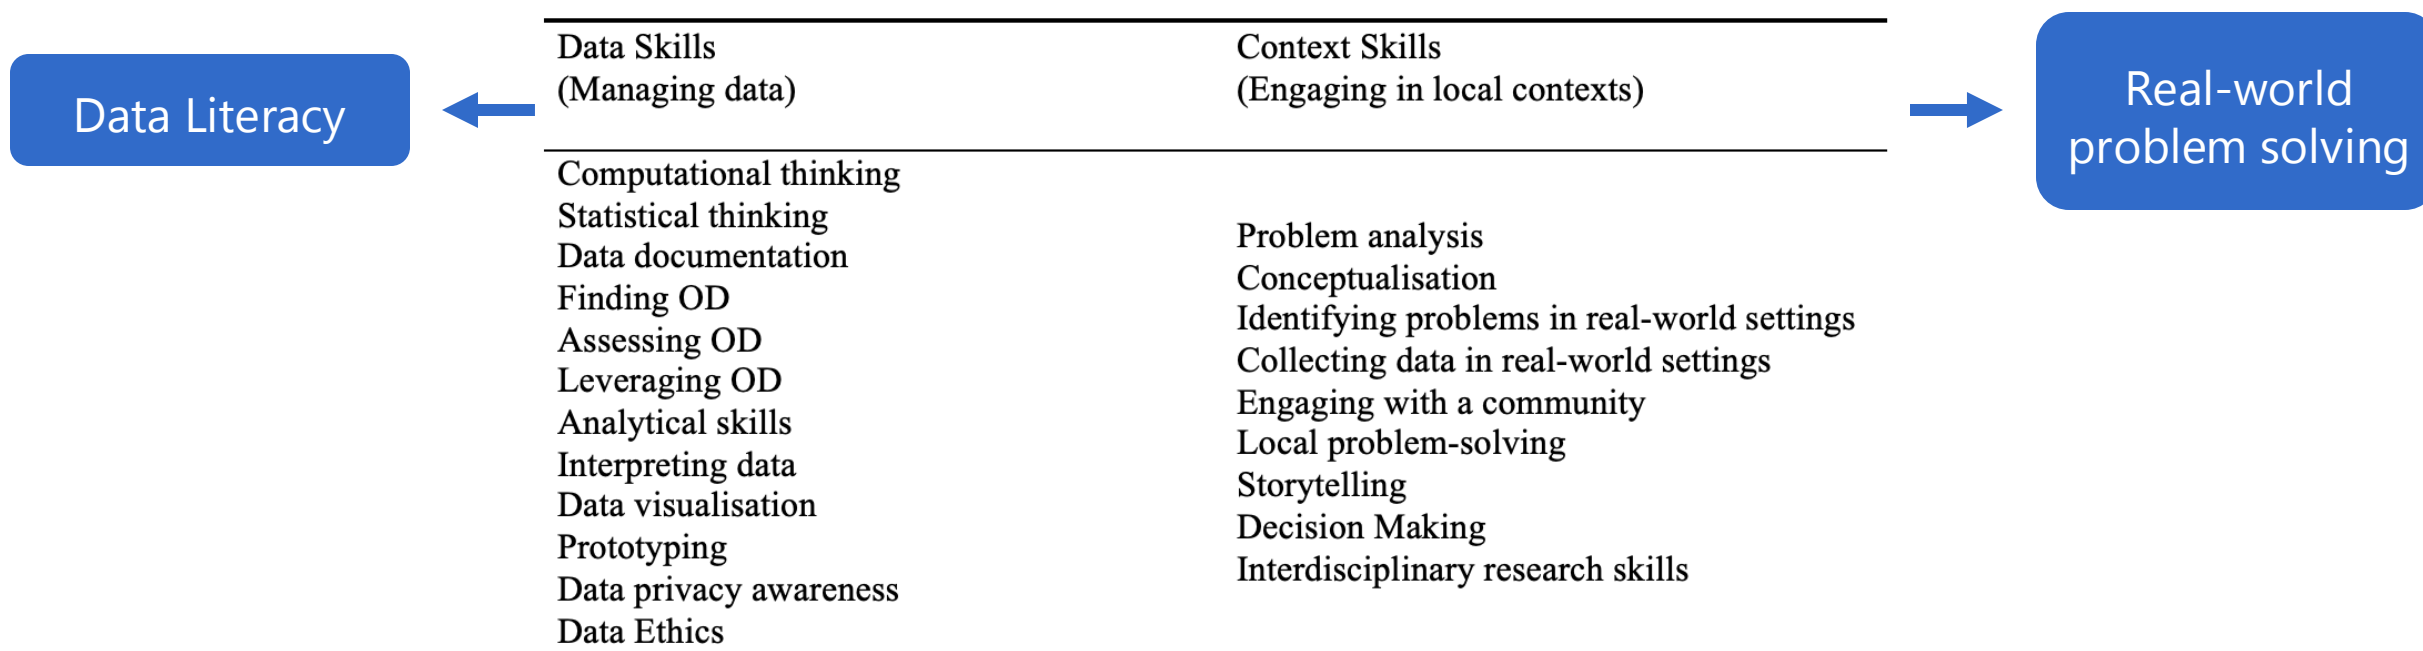 Data Literacy
Data Skills
(Managing data)
Computational thinking
Statistical thinking
Data documentation
Finding OD
Assessing OD
Leveraging OD
Analytical skills
Interpreting data
Data visualisation
Prototyping
Data privacy awareness
Data Ethics
Context Skills
(Engaging in local contexts)
Problem analysis
Conceptualisation
Identifying problems in real-world settings
Collecting data in real-world settings
Engaging with a community
Local problem-solving
Storytelling
Decision Making
Interdisciplinary research skills
Real-world
problem solving